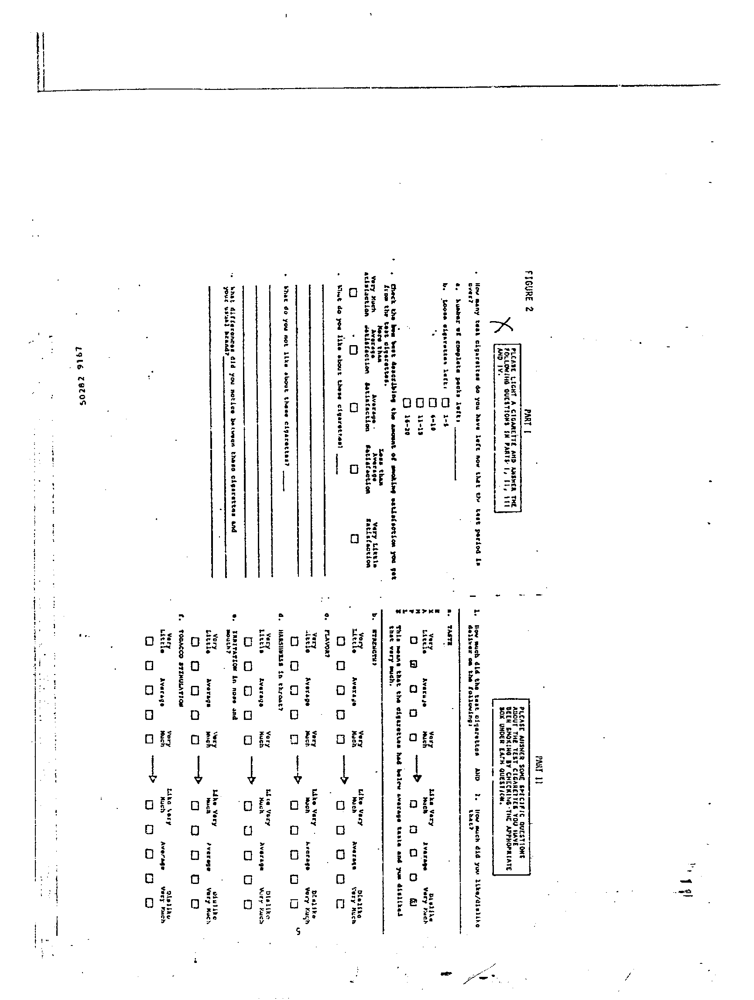 FIGURE 2
PART I
PLEASE LIGHT A CIGARETTE AND ANSWER THE
FOLLOWING QUESTIONS IN PARTS I, II, III
AND IV.
How many test cigarettes do you have left now that the test period is
over?
a. Number of complete packs left:
b. Loose cigarettes left:
1-5
6-10
11-15
16-20
Check the box best describing the amount of smoking satisfaction you get
from the test cigarettes.
Very Much
Satisfaction
More Than
Average
Satisfaction
Average
Satisfaction
Less than
Average
Satisfaction
Very Little
Satisfaction
What do you like about these cigarettes?
What do you not like about these cigarettes?
What differences did you notice between these cigarettes and
your usual brand?
PART II
PLEASE ANSWER SOME SPECIFIC QUESTIONS
ABOUT THE TEST CIGARETTES YOU HAVE
BEEN SMOKING BY CHECKING THE APPROPRIATE
BOX UNDER EACH QUESTION.
1. How much did the test cigarettes AND 2. How much did you like/dislike
deliver on the following: that?
a. TASTE
EXAMPLE
Very Little Average Very Much Like Very Much Average Dislike Very Much
This means that the cigarettes had below average taste and you disliked
that very much.
b. STRENGTH?
Very Little Average Very Much Like Very Much Average Dislike Very Much
c. FLAVOR?
Very Little Average Very Much Like Very Much Average Dislike Very Much
d. HARSHNESS in throat?
Very Little Average Very Much Like Very Much Average Dislike Very Much
e. IRRITATION in nose and
mouth?
Very Little Average Very Much Like Very Much Average Dislike Very Much
f. TOBACCO STIMULATION
Very Little Average Very Much Like Very Much Average Dislike Very Much
5
50282 9167